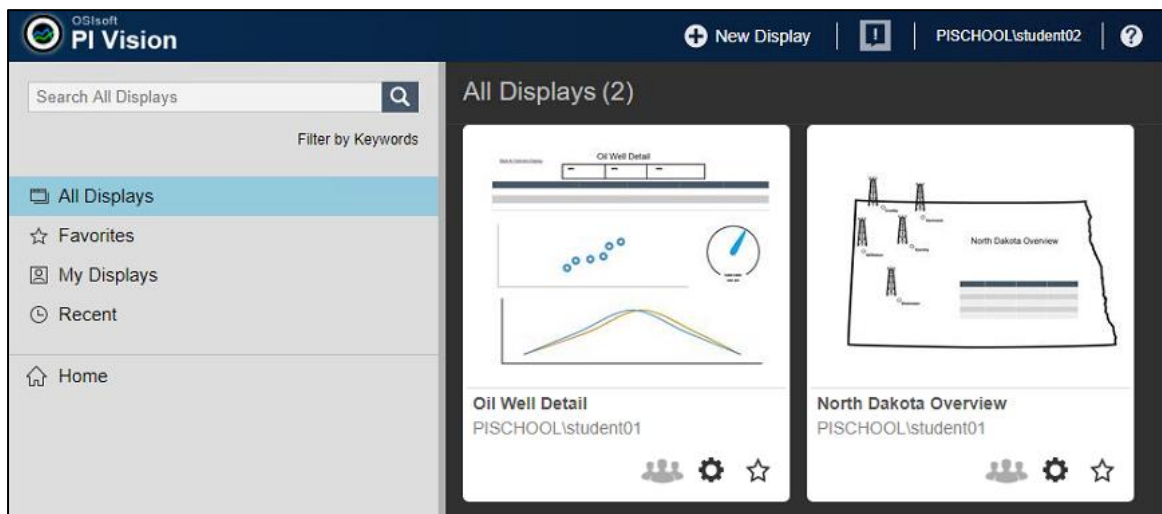 OSIsoft
PI Vision
New Display
PISCHOOL\student02
?
Search All Displays
Filter by Keywords
All Displays
Favorites
My Displays
Recent
Home
All Displays (2)
Oil Well Detail
Oil Well Detail
PISCHOOL\student01
North Dakota Overview
North Dakota Overview
PISCHOOL\student01